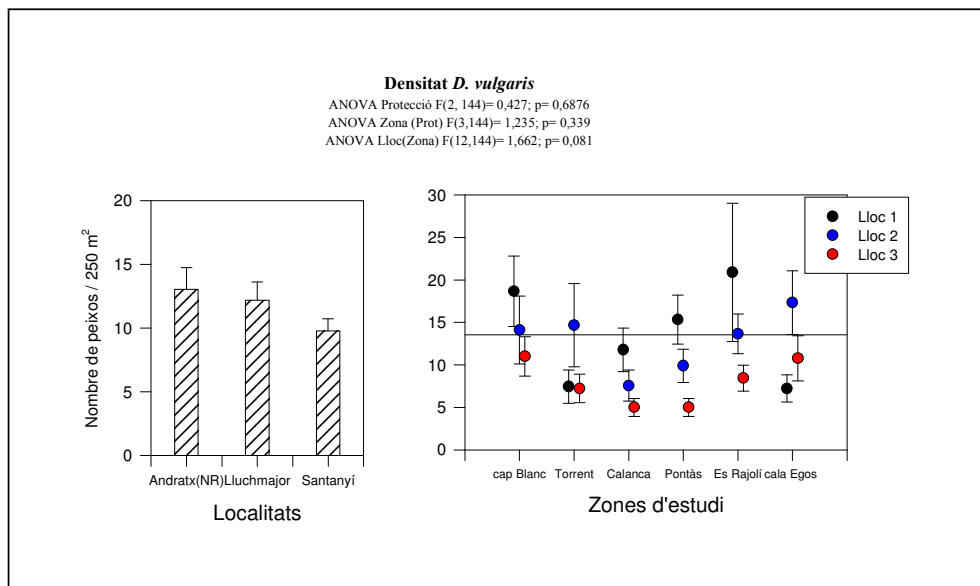 Densitat D. vulgaris
ANOVA Protecció F(2, 144)= 0,427; p= 0,6876
ANOVA Zona (Prot) F(3,144)= 1,235; p= 0,339
ANOVA Lloc(Zona) F(12,144)= 1,662; p= 0,081
Nombre de peixos / 250 m²
20
15
10
5
0
Andratx(NR) Lluchmajor Santanyí
Localitats
30
25
20
15
10
5
0
Lloc 1
Lloc 2
Lloc 3
cap Blanc Torrent Calanca Pontàs Es Rajolí cala Egos
Zones d'estudi